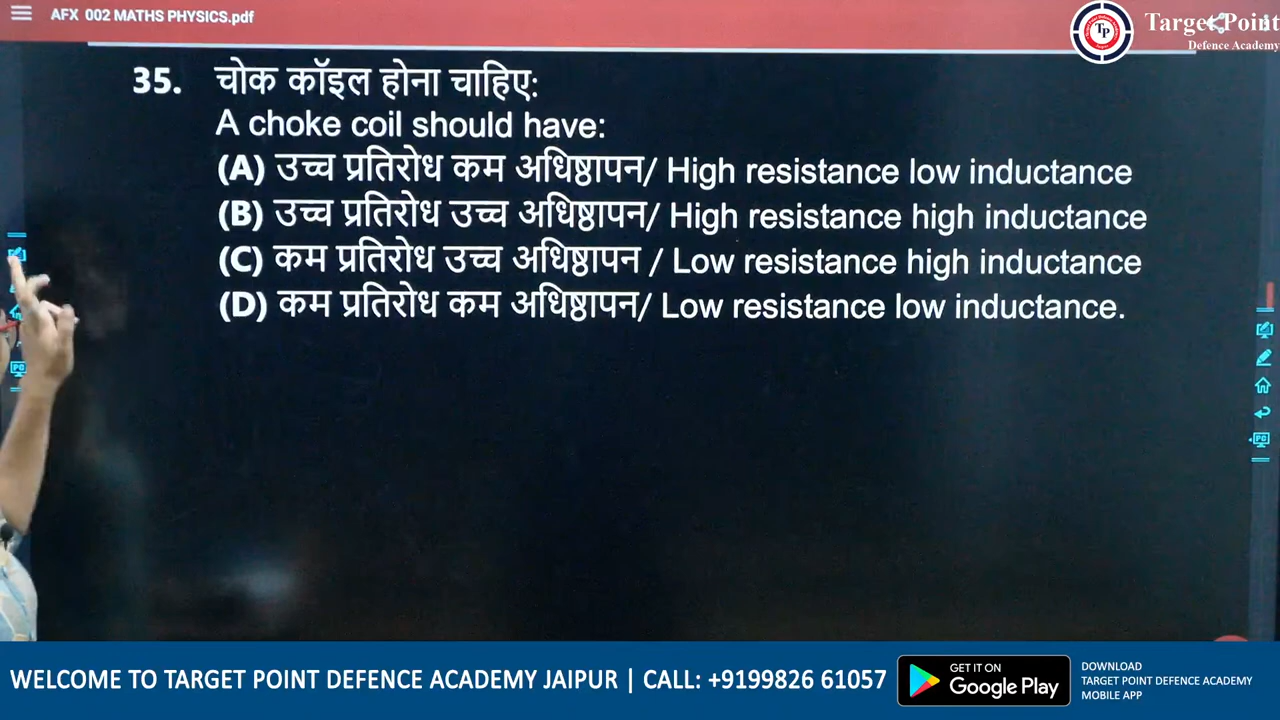 AFX 002 MATHS PHYSICS.pdf
TP
Target Point
Defence Academy
35. चोक कॉइल होना चाहिए:
A choke coil should have:
(A) उच्च प्रतिरोध कम अधिष्ठापन/ High resistance low inductance
(B) उच्च प्रतिरोध उच्च अधिष्ठापन/ High resistance high inductance
(C) कम प्रतिरोध उच्च अधिष्ठापन / Low resistance high inductance
(D) कम प्रतिरोध कम अधिष्ठापन/ Low resistance low inductance.
PC
PC
WELCOME TO TARGET POINT DEFENCE ACADEMY JAIPUR | CALL: +9199826 61057
GET IT ON
Google Play
DOWNLOAD
TARGET POINT DEFENCE ACADEMY
MOBILE APP